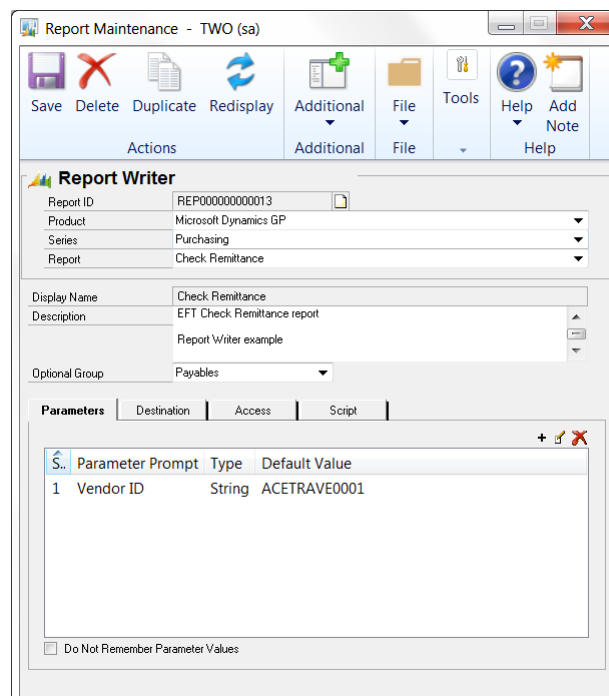 Report Maintenance - TWO (sa)
Save Delete Duplicate Redisplay Additional File Tools Help Add Note
Actions Additional File Help
Report Writer
Report ID REP000000000013
Product Microsoft Dynamics GP
Series Purchasing
Report Check Remittance
Display Name Check Remittance
Description EFT Check Remittance report
Report Writer example
Optional Group Payables
Parameters Destination Access Script
S.. Parameter Prompt Type Default Value
1 Vendor ID String ACETRAVE0001
Do Not Remember Parameter Values